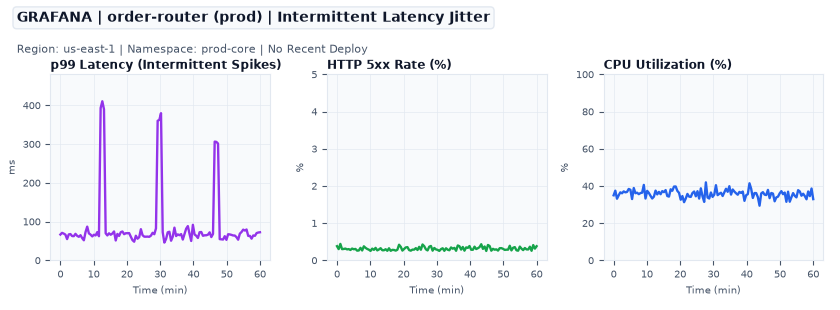 GRAFANA | order-router (prod) | Intermittent Latency Jitter
Region: us-east-1 | Namespace: prod-core | No Recent Deploy
p99 Latency (Intermittent Spikes)
400
300
200
100
0
ms
0 10 20 30 40 50 60
Time (min)
HTTP 5xx Rate (%)
5
4
3
2
1
0
%
0 10 20 30 40 50 60
Time (min)
CPU Utilization (%)
100
80
60
40
20
0
%
0 10 20 30 40 50 60
Time (min)